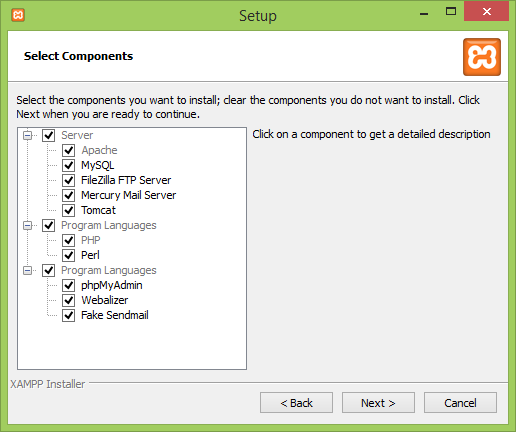 Setup
Select Components
Select the components you want to install; clear the components you do not want to install. Click
Next when you are ready to continue.
Server
Apache
MySQL
FileZilla FTP Server
Mercury Mail Server
Tomcat
Program Languages
PHP
Perl
Program Languages
phpMyAdmin
Webalizer
Fake Sendmail
Click on a component to get a detailed description
XAMPP Installer
< Back
Next >
Cancel